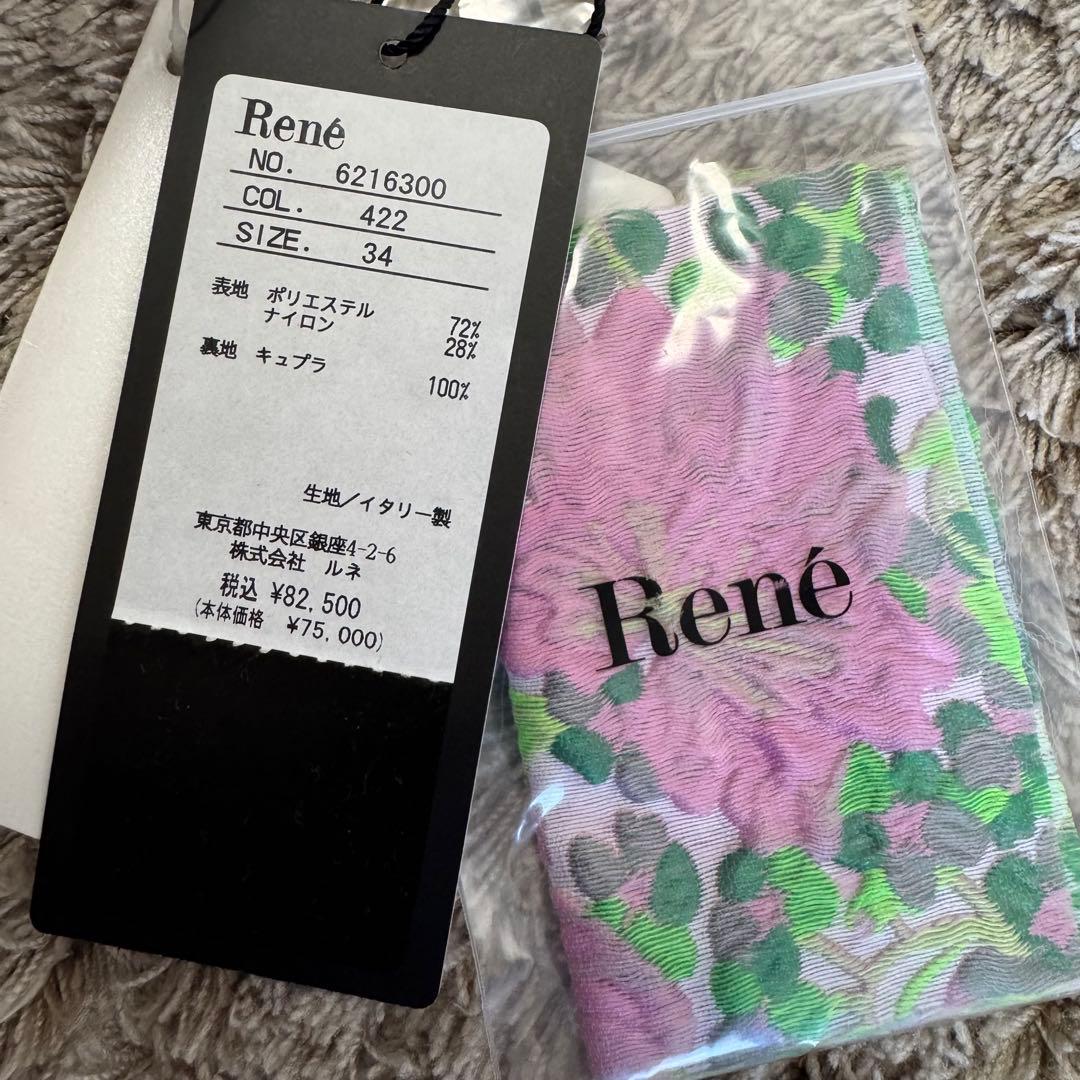 René
NO. 6216300
COL. 422
SIZE. 34
表地 ポリエステル 72%
ナイロン 28%
裏地 キュプラ 100%
生地/イタリー製
東京都中央区銀座4-2-6
株式会社 ルネ
税込 ¥82,500
(本体価格 ¥75,000)
René